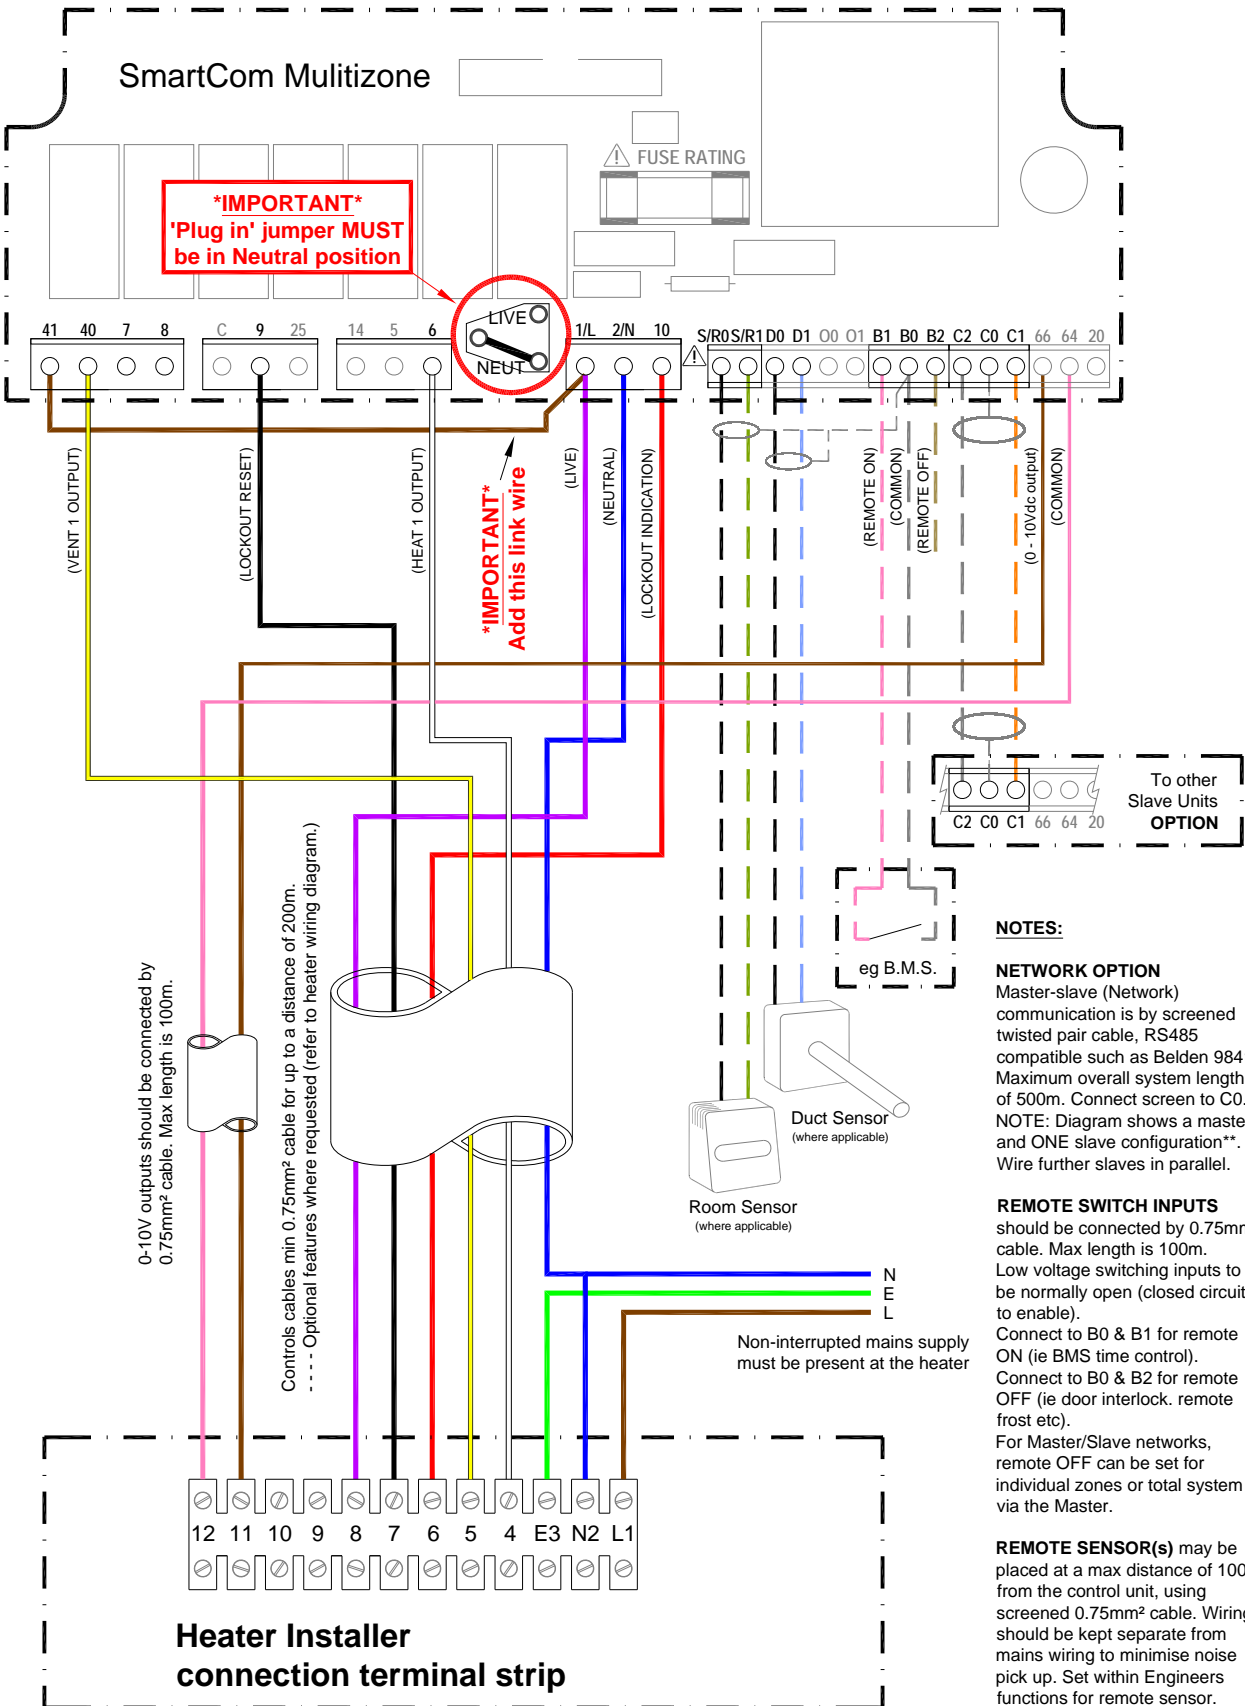 SmartCom Mulitizone
FUSE RATING
*IMPORTANT*
'Plug in' jumper MUST
be in Neutral position
LIVE
NEUT
41 40 7 8 C 9 25 14 5 6 1/L 2/N 10 S/R0 S/R1 D0 D1 O0 O1 B1 B0 B2 C2 C0 C1 66 64 20
(VENT 1 OUTPUT)
(LOCKOUT RESET)
(HEAT 1 OUTPUT)
*IMPORTANT*
Add this link wire
(LIVE)
(NEUTRAL)
(LOCKOUT INDICATION)
(REMOTE ON)
(COMMON)
(REMOTE OFF)
(0 - 10Vdc output)
(COMMON)
To other
Slave Units
OPTION
C2 C0 C1 66 64 20
eg B.M.S.
0-10V outputs should be connected by
0.75mm² cable. Max length is 100m.
Controls cables min 0.75mm² cable for up to a distance of 200m.
- - - - Optional features where requested (refer to heater wiring diagram.)
Duct Sensor
(where applicable)
Room Sensor
(where applicable)
N
E
L
Non-interrupted mains supply
must be present at the heater
NOTES:
NETWORK OPTION
Master-slave (Network)
communication is by screened
twisted pair cable, RS485
compatible such as Belden 984
Maximum overall system length
of 500m. Connect screen to C0.
NOTE: Diagram shows a maste
and ONE slave configuration**.
Wire further slaves in parallel.
REMOTE SWITCH INPUTS
should be connected by 0.75mm
cable. Max length is 100m.
Low voltage switching inputs to
be normally open (closed circuit
to enable).
Connect to B0 & B1 for remote
ON (ie BMS time control).
Connect to B0 & B2 for remote
OFF (ie door interlock. remote
frost etc).
For Master/Slave networks,
remote OFF can be set for
individual zones or total system
via the Master.
REMOTE SENSOR(s) may be
placed at a max distance of 100
from the control unit, using
screened 0.75mm² cable. Wiring
should be kept separate from
mains wiring to minimise noise
pick up. Set within Engineers
functions for remote sensor.
12 11 10 9 8 7 6 5 4 E3 N2 L1
Heater Installer
connection terminal strip